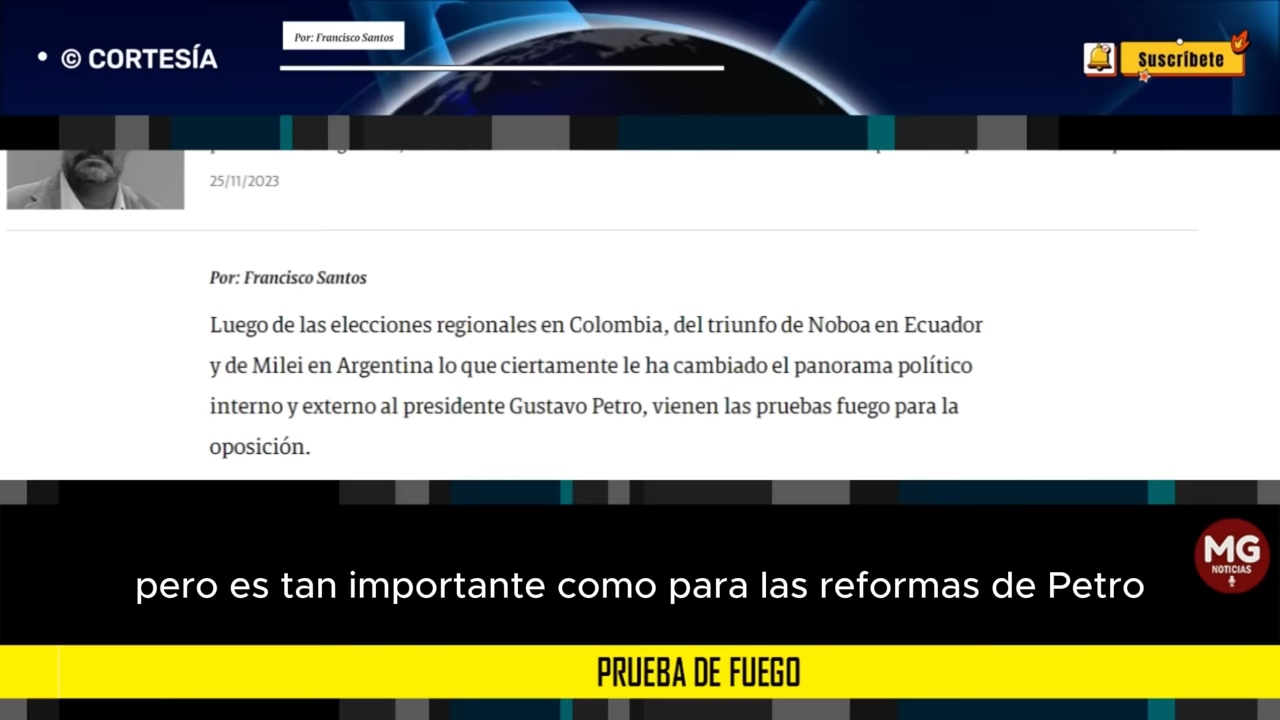 Por: Francisco Santos
• © CORTESÍA
Suscríbete
25/11/2023
Por: Francisco Santos
Luego de las elecciones regionales en Colombia, del triunfo de Noboa en Ecuador
y de Milei en Argentina lo que ciertamente le ha cambiado el panorama político
interno y externo al presidente Gustavo Petro, vienen las pruebas fuego para la
oposición.
MG
NOTICIAS
pero es tan importante como para las reformas de Petro
PRUEBA DE FUEGO